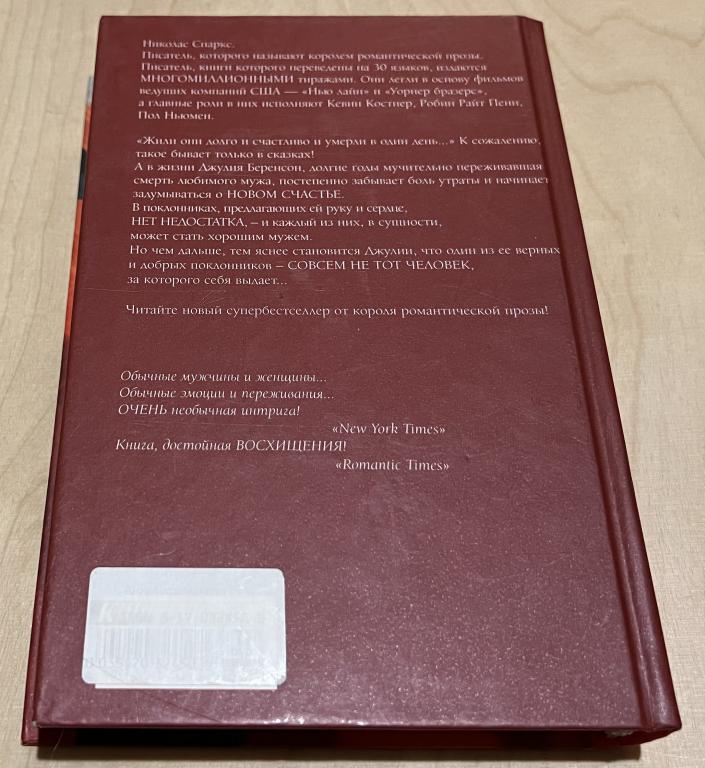 Николас Спаркс.
Писатель, которого называют королем романтической прозы.
Писатель, книги которого переведены на 30 языков, издаются
МНОГОМИЛЛИОННЫМИ тиражами. Они легли в основу фильмов
ведущих компаний США — «Нью лайн» и «Уорнер бразерс»,
а главные роли в них исполняют Кевин Костнер, Робин Райт Пенн,
Пол Ньюмен.
«Жили они долго и счастливо и умерли в один день...» К сожалению,
такое бывает только в сказках!
А в жизни Джулия Беренсон, долгие годы мучительно переживавшая
смерть любимого мужа, постепенно забывает боль утраты и начинает
задумываться о НОВОМ СЧАСТЬЕ.
В поклонниках, предлагающих ей руку и сердце,
НЕТ НЕДОСТАТКА, – и каждый из них, в сущности,
может стать хорошим мужем.
Но чем дальше, тем яснее становится Джулии, что один из ее верных
и добрых поклонников – СОВСЕМ НЕ ТОТ ЧЕЛОВЕК,
за которого себя выдает...
Читайте новый супербестселлер от короля романтической прозы!
Обычные мужчины и женщины...
Обычные эмоции и переживания...
ОЧЕНЬ необычная интрига!
«New York Times»
Книга, достойная ВОСХИЩЕНИЯ!
«Romantic Times»